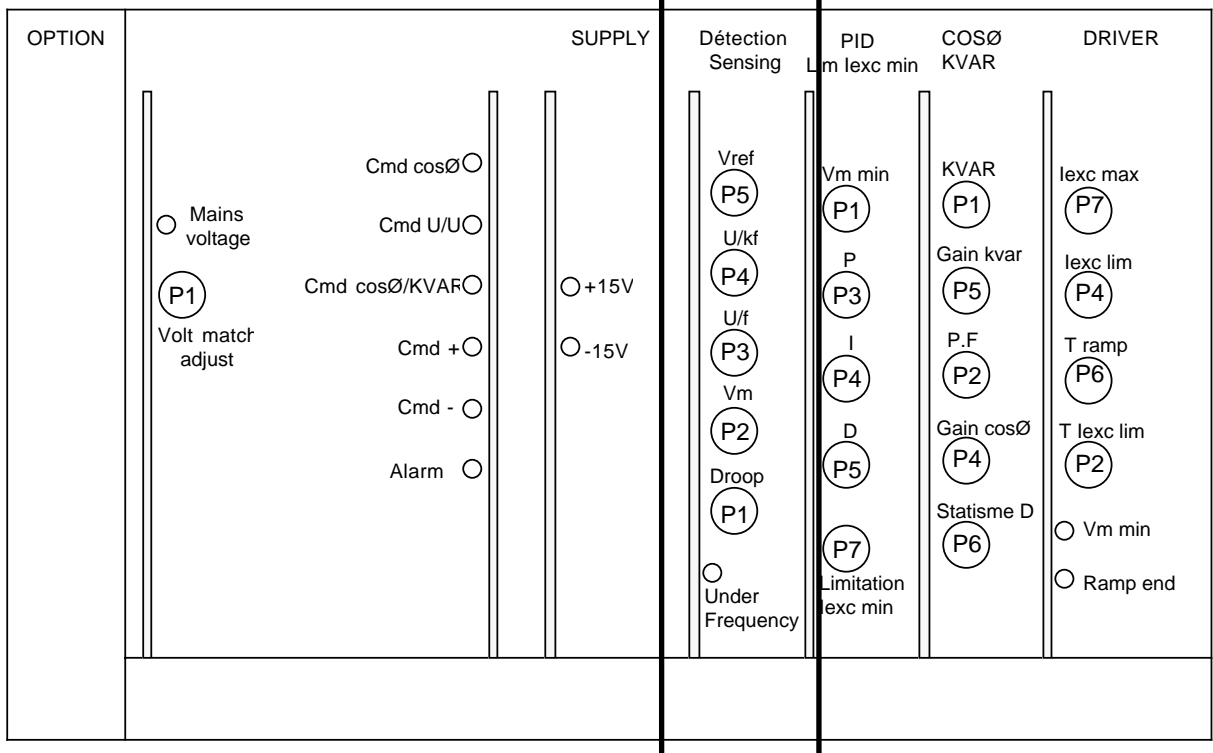 OPTION
SUPPLY
Détection
Sensing
PID
Lim Iexc min
COSØ
KVAR
DRIVER
Mains
voltage
P1
Volt match
adjust
Cmd cosØ
Cmd U/U
Cmd cosØ/KVAR
Cmd +
Cmd -
Alarm
+15V
-15V
Vref
P5
U/kf
P4
U/f
P3
Vm
P2
Droop
P1
Under
Frequency
Vm min
P1
P
P3
I
P4
D
P5
P7
Limitation
Iexc min
KVAR
P1
Gain kvar
P5
P.F
P2
Gain cosØ
P4
Statisme D
P6
Iexc max
P7
Iexc lim
P4
T ramp
P6
T Iexc lim
P2
Vm min
Ramp end